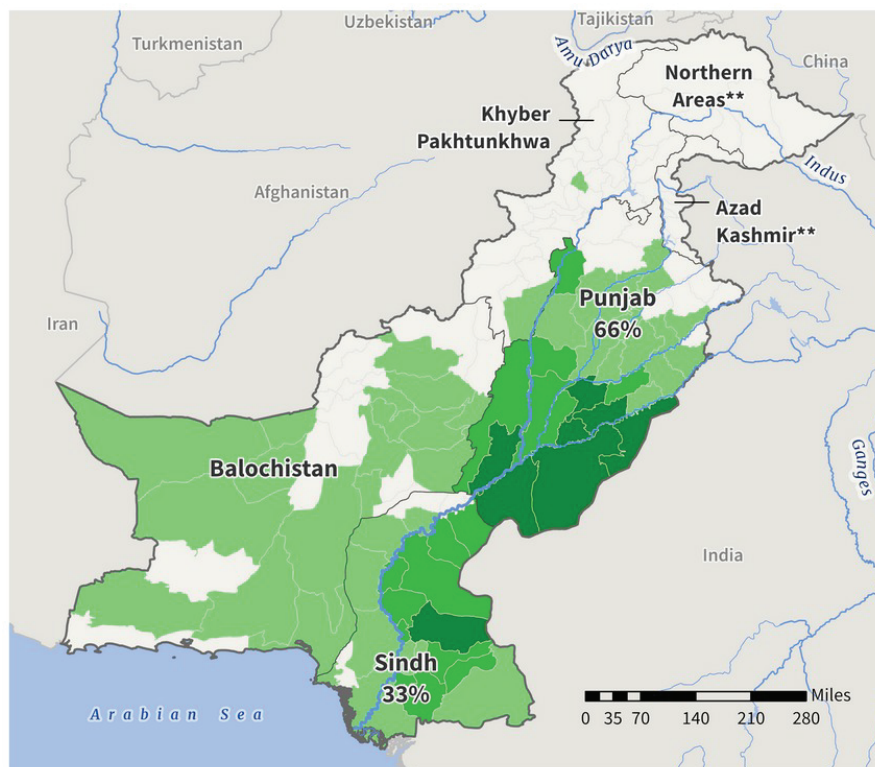 Uzbekistan
Tajikistan
Turkmenistan
Amu Darya
China
Northern
Areas**
Khyber
Pakhtunkhwa
Indus
Afghanistan
Azad
Kashmir**
Punjab
66%
Iran
Balochistan
Ganges
India
Sindh
33%
Arabian Sea
Miles
0 35 70 140 210 280